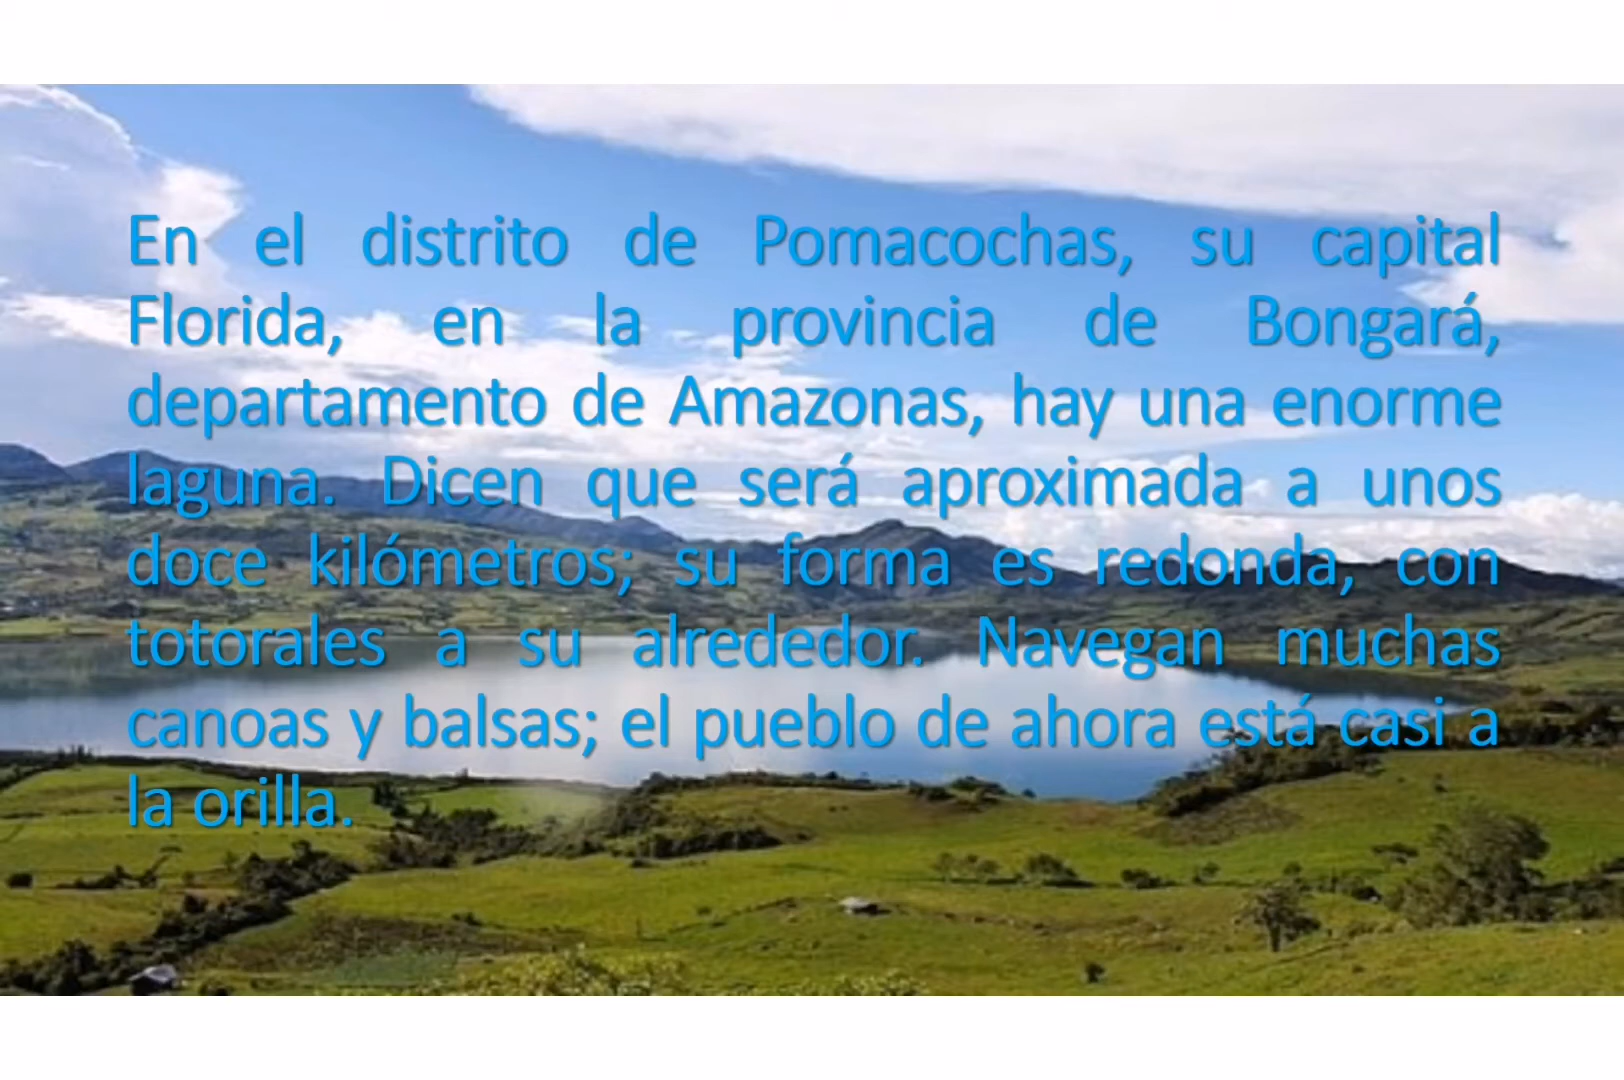 En el distrito de Pomacochas, su capital
Florida, en la provincia de Bongará,
departamento de Amazonas, hay una enorme
laguna. Dicen que será aproximada a unos
doce kilómetros; su forma es redonda, con
totorales a su alrededor. Navegan muchas
canoas y balsas; el pueblo de ahora está casi a
la orilla.